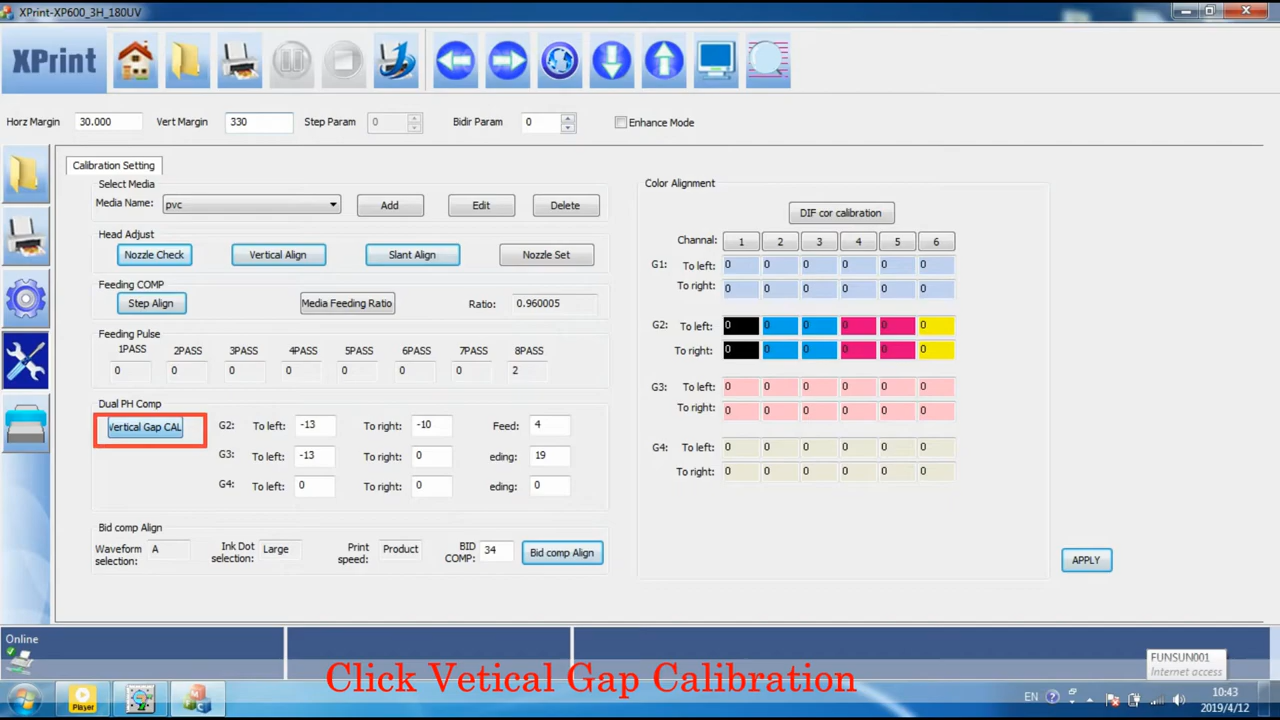 XPrint-XP600_3H_180UV
XPrint
Horz Margin 30.000 Vert Margin 330 Step Param 0 Bidir Param 0 Enhance Mode
Calibration Setting
Select Media
Media Name: pvc Add Edit Delete
Head Adjust
Nozzle Check Vertical Align Slant Align Nozzle Set
Feeding COMP
Step Align Media Feeding Ratio Ratio: 0.960005
Feeding Pulse
1PASS 2PASS 3PASS 4PASS 5PASS 6PASS 7PASS 8PASS
0 0 0 0 0 0 0 2
Dual PH Comp
Vertical Gap CAL G2: To left: -13 To right: -10 Feed: 4
G3: To left: -13 To right: 0 eding: 19
G4: To left: 0 To right: 0 eding: 0
Bid comp Align
Waveform selection: A Ink Dot selection: Large Print speed: Product BID COMP: 34 Bid comp Align
Color Alignment
DIF cor calibration
Channel: 1 2 3 4 5 6
G1: To left: 0 0 0 0 0 0
To right: 0 0 0 0 0 0
G2: To left: 0 0 0 0 0 0
To right: 0 0 0 0 0 0
G3: To left: 0 0 0 0 0 0
To right: 0 0 0 0 0 0
G4: To left: 0 0 0 0 0 0
To right: 0 0 0 0 0 0
APPLY
Online
Click Vetical Gap Calibration
FUNSUN001
Internet access
Player
EN
10:43
2019/4/12